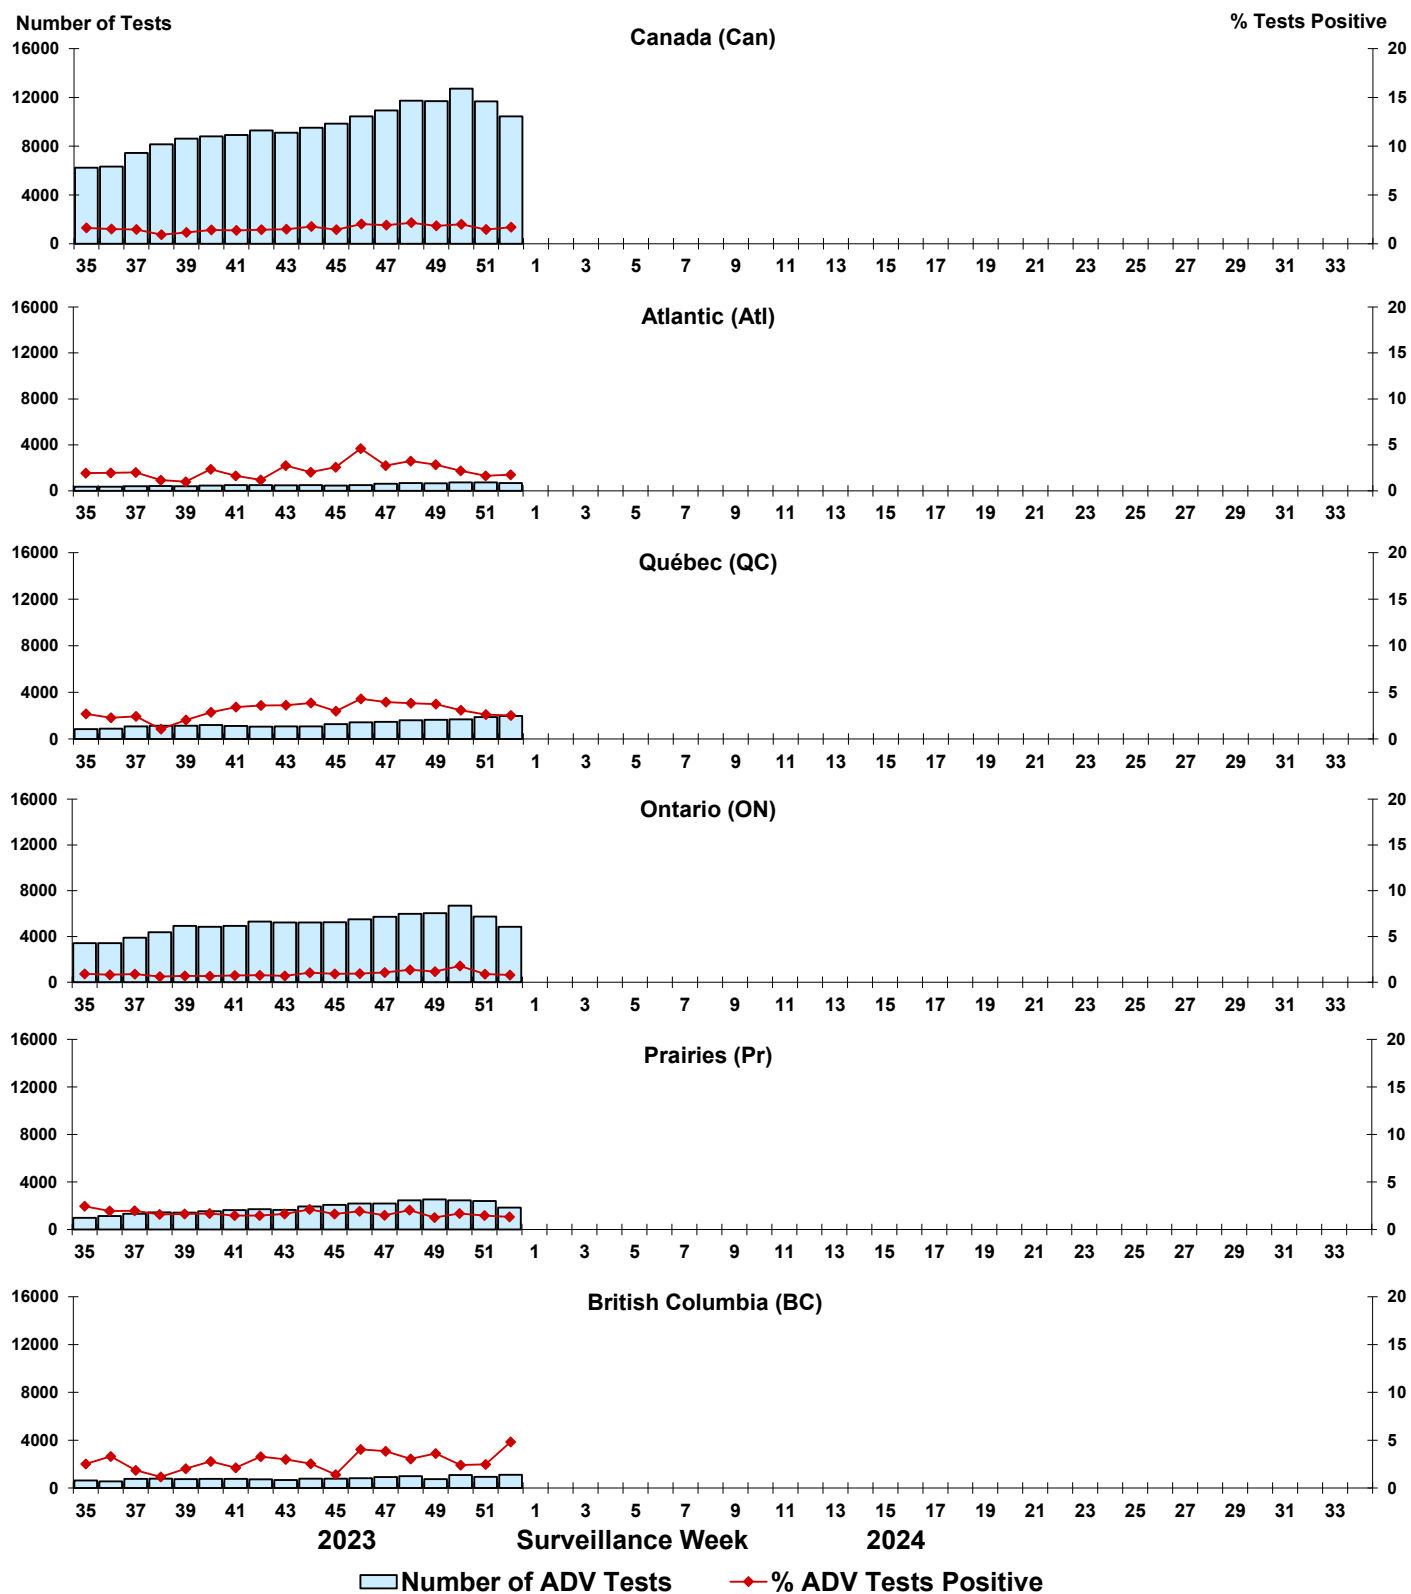 Number of Tests
% Tests Positive
Canada (Can)
16000 20
12000 15
8000 10
4000 5
0 0
35 37 39 41 43 45 47 49 51 1 3 5 7 9 11 13 15 17 19 21 23 25 27 29 31 33
Atlantic (Atl)
16000 20
12000 15
8000 10
4000 5
0 0
35 37 39 41 43 45 47 49 51 1 3 5 7 9 11 13 15 17 19 21 23 25 27 29 31 33
Québec (QC)
16000 20
12000 15
8000 10
4000 5
0 0
35 37 39 41 43 45 47 49 51 1 3 5 7 9 11 13 15 17 19 21 23 25 27 29 31 33
Ontario (ON)
16000 20
12000 15
8000 10
4000 5
0 0
35 37 39 41 43 45 47 49 51 1 3 5 7 9 11 13 15 17 19 21 23 25 27 29 31 33
Prairies (Pr)
16000 20
12000 15
8000 10
4000 5
0 0
35 37 39 41 43 45 47 49 51 1 3 5 7 9 11 13 15 17 19 21 23 25 27 29 31 33
British Columbia (BC)
16000 20
12000 15
8000 10
4000 5
0 0
35 37 39 41 43 45 47 49 51 1 3 5 7 9 11 13 15 17 19 21 23 25 27 29 31 33
2023 Surveillance Week 2024
Number of ADV Tests % ADV Tests Positive